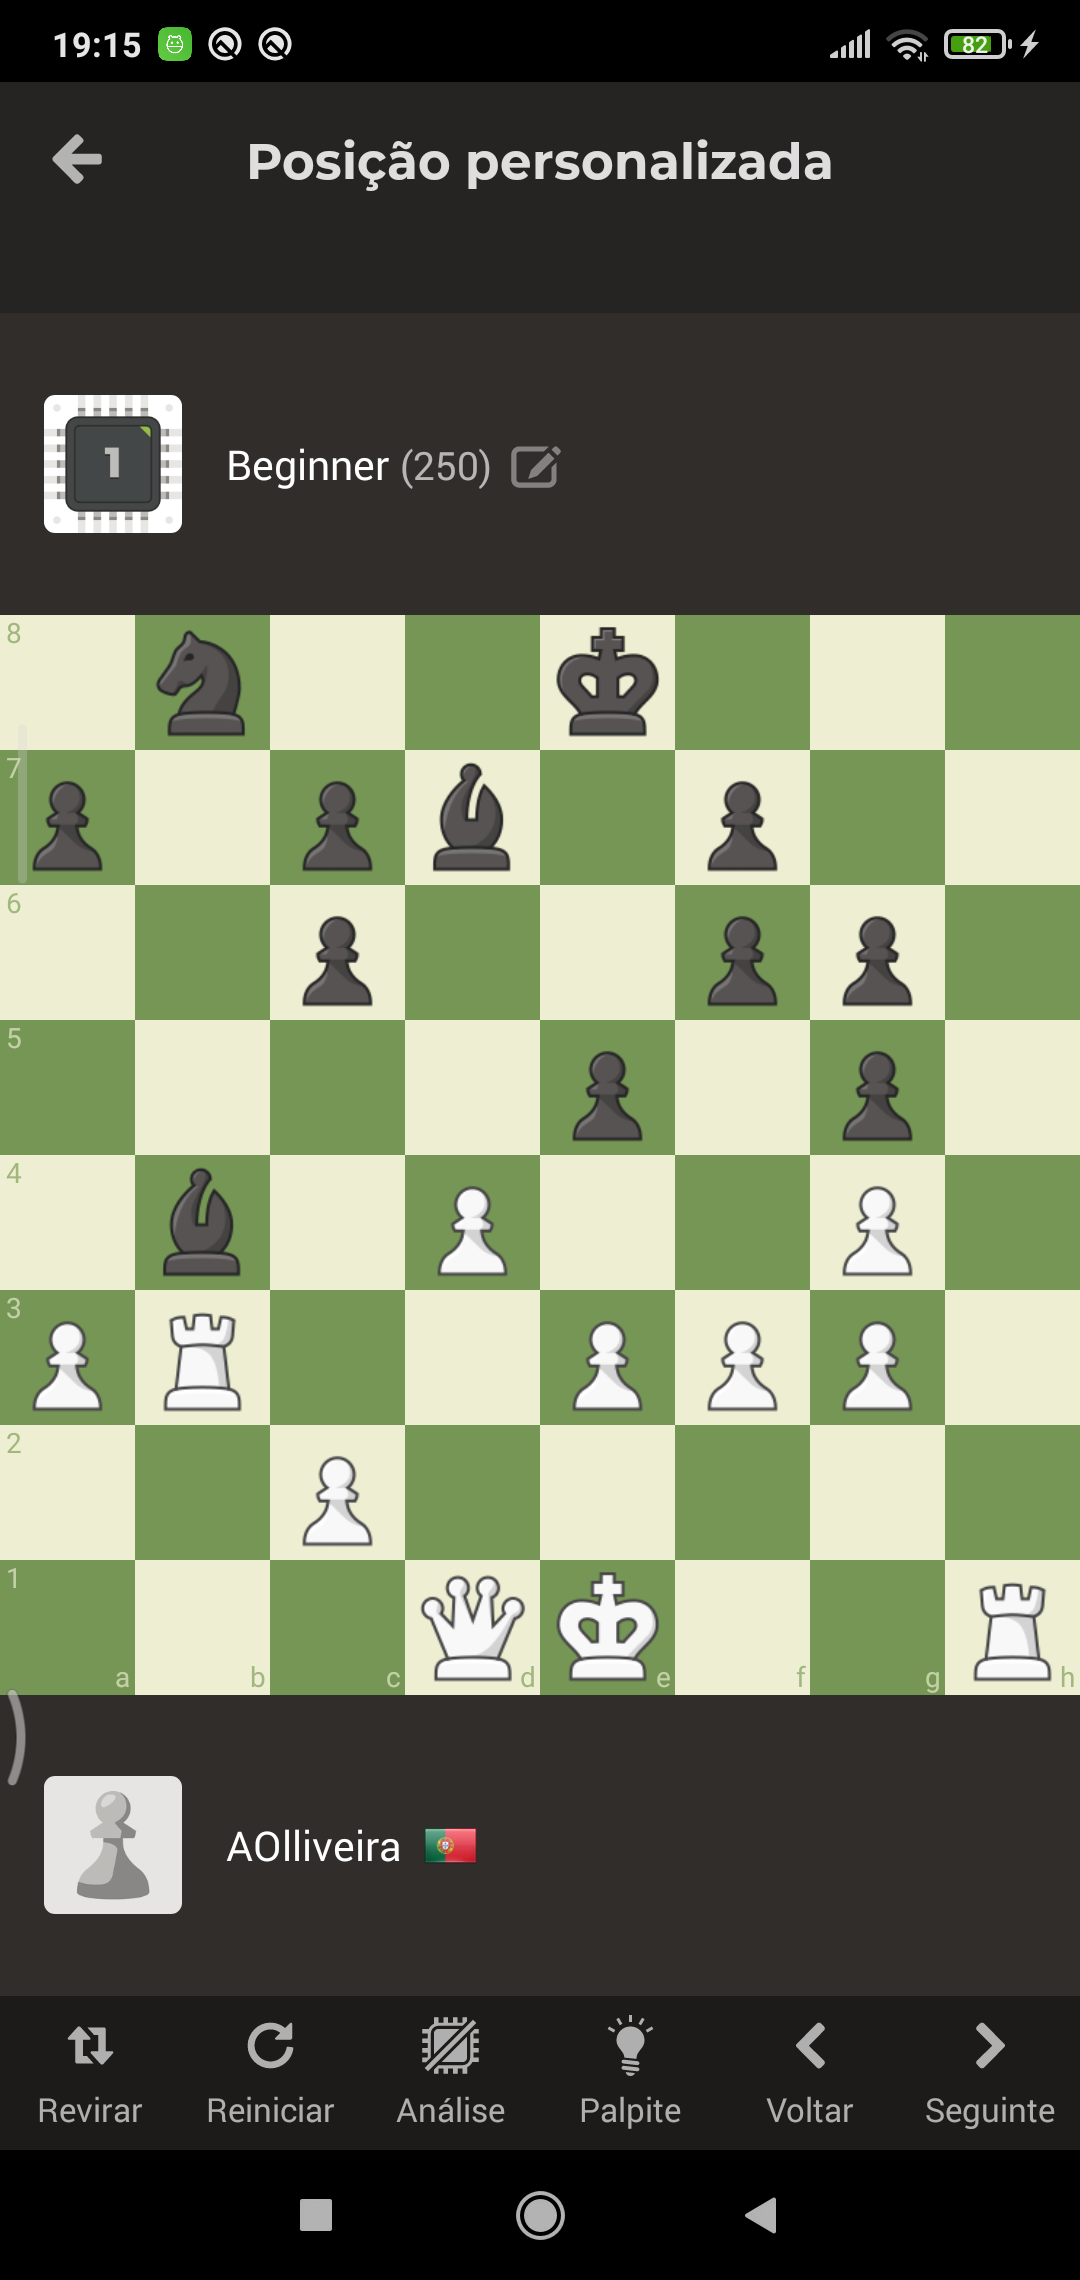 19:15
82
Posição personalizada
1
Beginner (250)
8
7
6
5
4
3
2
1
a b c d e f g h
AOlliveira
Revirar Reiniciar Análise Palpite Voltar Seguinte